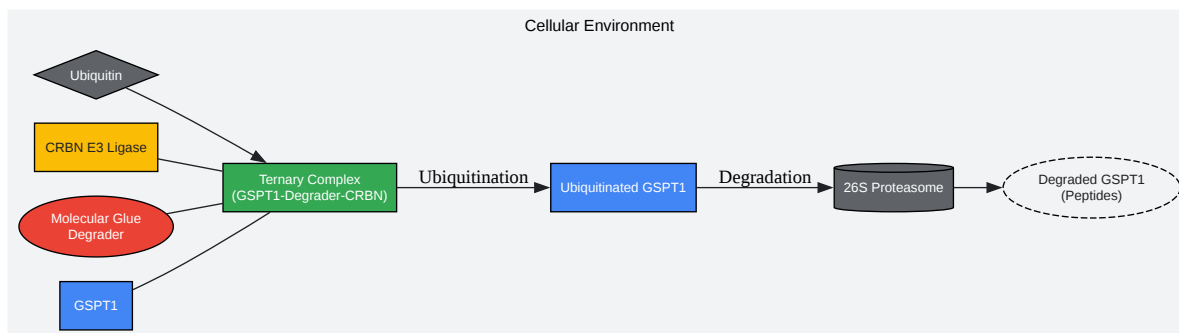 Cellular Environment
Ubiquitin
CRBN E3 Ligase
Molecular Glue
Degrader
GSPT1
Ternary Complex
(GSPT1-Degrader-CRBN)
Ubiquitination
Ubiquitinated GSPT1
Degradation
26S Proteasome
Degraded GSPT1
(Peptides)